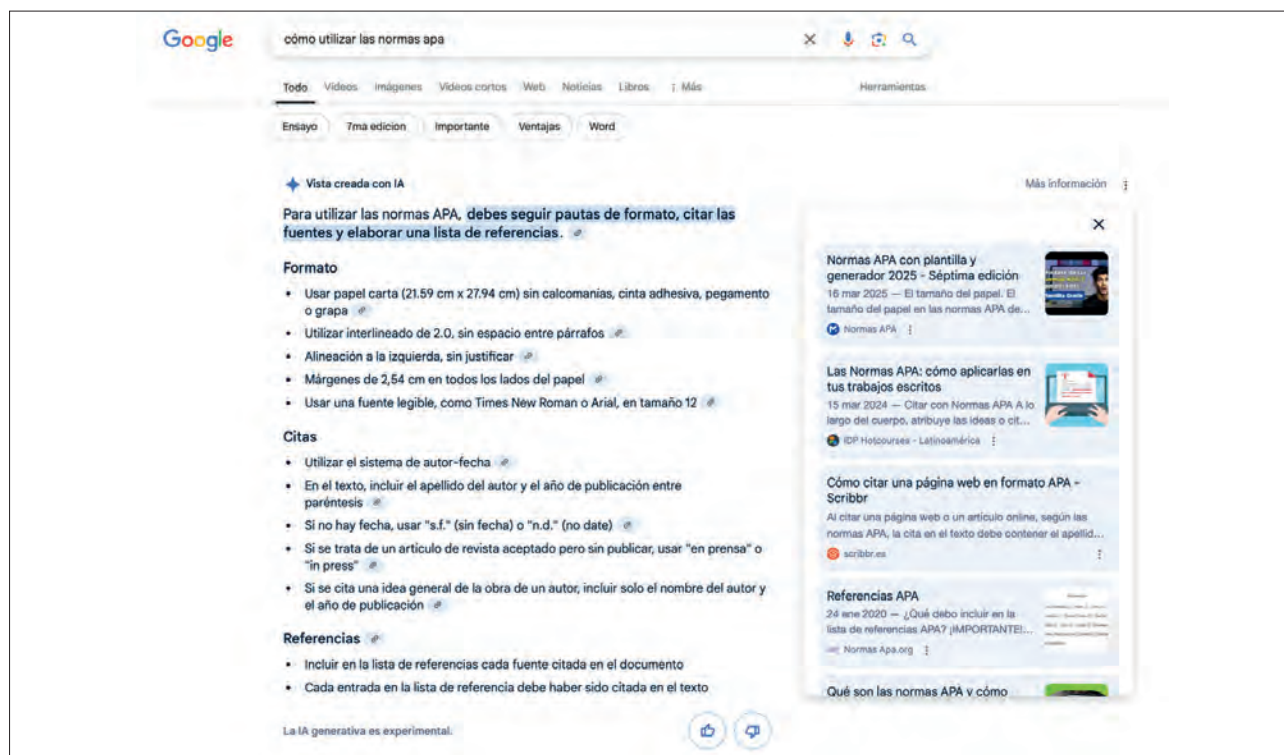 Google
cómo utilizar las normas apa
Todo Videos Imágenes Videos cortos Web Noticias Libros Más Herramientas
Ensayo 7ma edicion Importante Ventajas Word
Vista creada con IA
Más información
Para utilizar las normas APA, debes seguir pautas de formato, citar las
fuentes y elaborar una lista de referencias.
Formato
• Usar papel carta (21.59 cm x 27.94 cm) sin calcomanías, cinta adhesiva, pegamento
o grapa
• Utilizar interlineado de 2.0, sin espacio entre párrafos
• Alineación a la izquierda, sin justificar
• Márgenes de 2,54 cm en todos los lados del papel
• Usar una fuente legible, como Times New Roman o Arial, en tamaño 12
Citas
• Utilizar el sistema de autor-fecha
• En el texto, incluir el apellido del autor y el año de publicación entre
paréntesis
• Si no hay fecha, usar "s.f." (sin fecha) o "n.d." (no date)
• Si se trata de un artículo de revista aceptado pero sin publicar, usar "en prensa" o
"in press"
• Si se cita una idea general de la obra de un autor, incluir solo el nombre del autor y
el año de publicación
Referencias
• Incluir en la lista de referencias cada fuente citada en el documento
• Cada entrada en la lista de referencia debe haber sido citada en el texto
La IA generativa es experimental.
Normas APA con plantilla y
generador 2025 - Séptima edición
16 mar 2025 — El tamaño del papel. El
tamaño del papel en las normas APA de...
Normas APA
Las Normas APA: cómo aplicarlas en
tus trabajos escritos
15 mar 2024 — Citar con Normas APA A lo
largo del cuerpo, atribuye las ideas o cit...
IDP Hotcourses - Latinoamérica
Cómo citar una página web en formato APA -
Scribbr
Al citar una página web o un artículo online, según las
normas APA, la cita en el texto debe contener el apellid...
scribbr.es
Referencias APA
24 ene 2020 — ¿Qué debo incluir en la
lista de referencias APA? ¡IMPORTANTE!...
Normas Apa.org
Qué son las normas APA y cómo